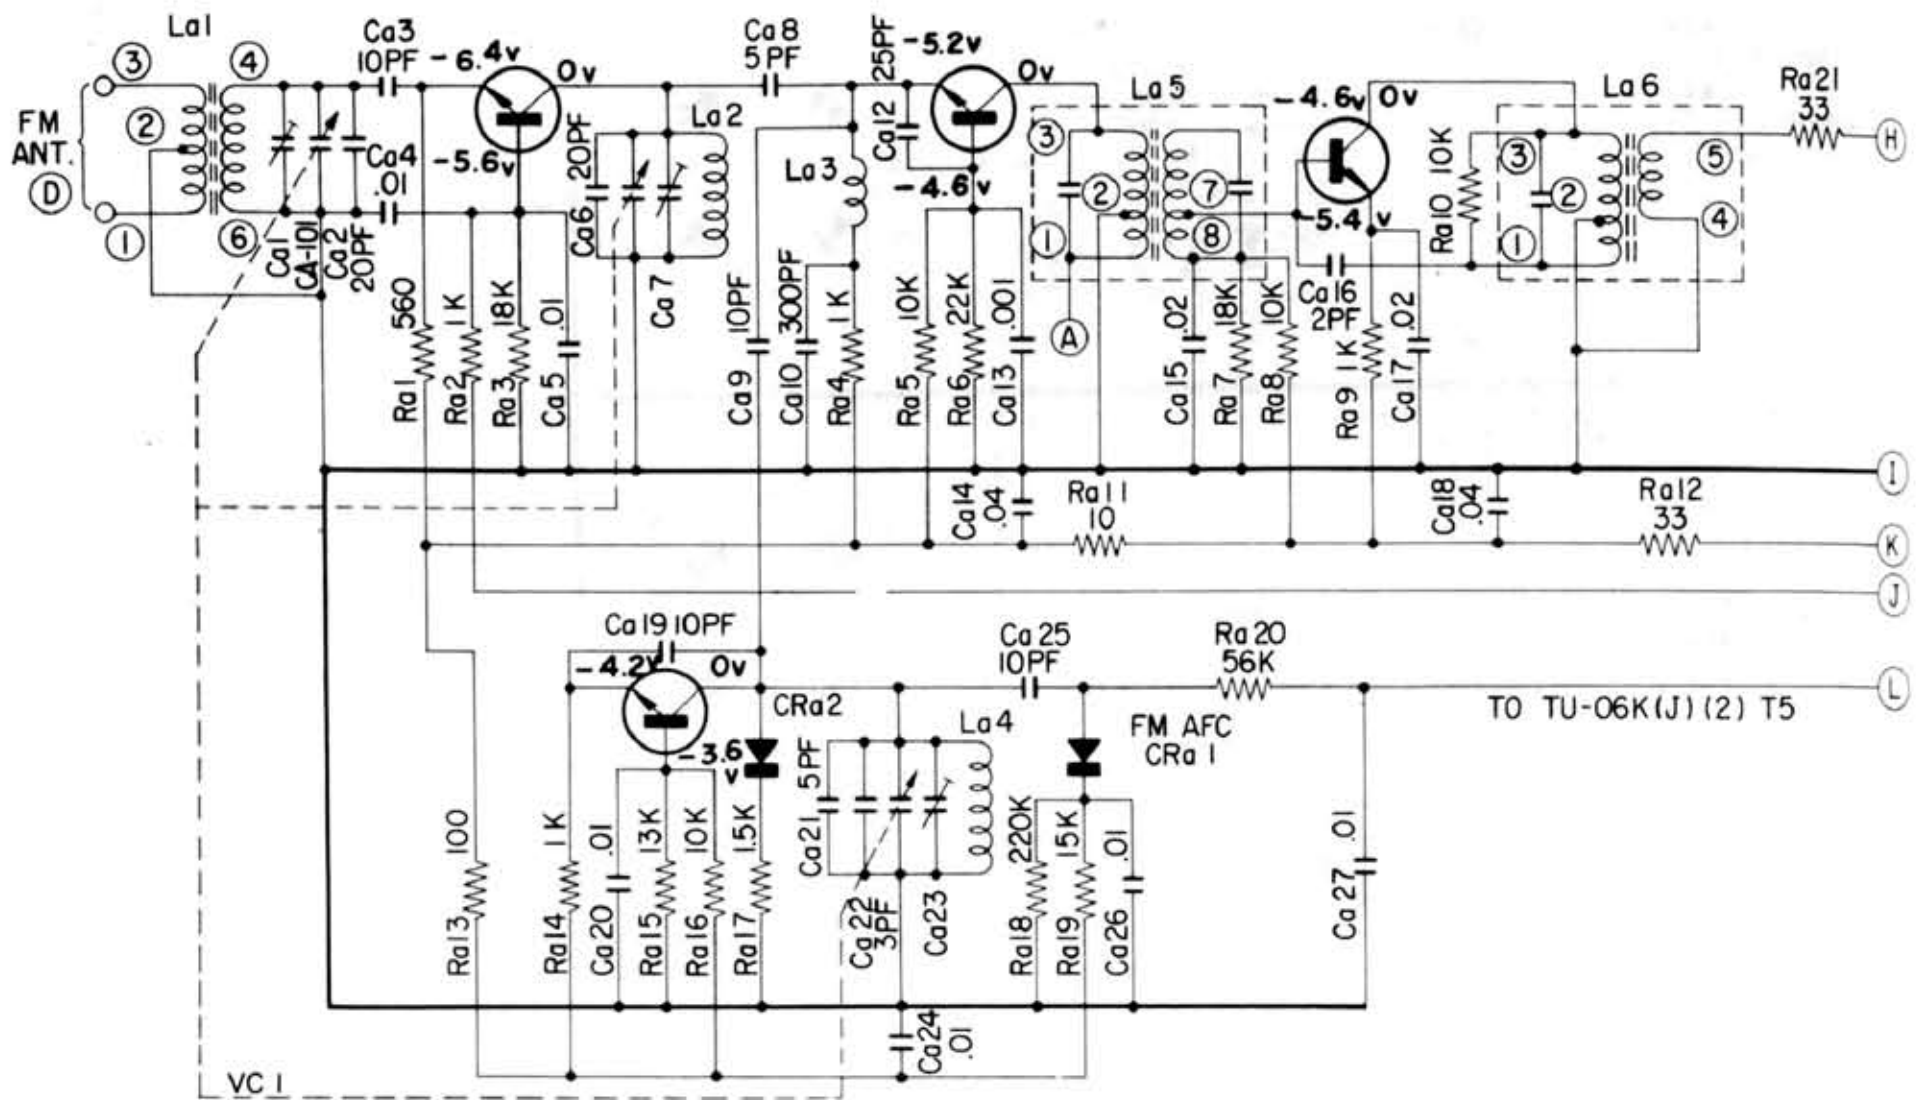 La1
③
②
①
④
⑥
FM
ANT.
D
Ca3
10PF
Ca4
.01
Ca1
CA-101
Ca2
20PF
-6.4v
0v
-5.6v
Ra1 560
Ra2 1K
Ra3 18K
Ca5 .01
Ca6 20PF
La2
Ca7
Ca8
5PF
Ca12 25PF
-5.2v
0v
-4.6v
La3
Ca9 10PF
Ca10 300PF
Ra4 1K
Ra5 10K
Ra6 22K
Ca13 .001
La5
③
②
①
⑦
⑧
A
Ca15 .02
Ra7 18K
Ra8 10K
-4.6v
0v
-5.4v
Ca16
2PF
Ra9 1K
Ca17 .02
Ra10 10K
La6
③
②
①
⑤
④
Ra21
33
H
I
Ca14
.04
Ra11
10
Ca18
.04
Ra12
33
K
J
Ca19 10PF
-4.2v
0v
-3.6
v
CRa2
La4
Ca25
10PF
Ra20
56K
L
TO TU-06K(J)(2) T5
FM AFC
CRa1
Ra13 100
Ra14 1K
Ca20 .01
Ra15 13K
Ra16 10K
Ra17 1.5K
Ca21 5PF
Ca22
3PF
Ca23
Ra18 220K
Ra19 15K
Ca26 .01
Ca27 .01
Ca24
.01
VC 1